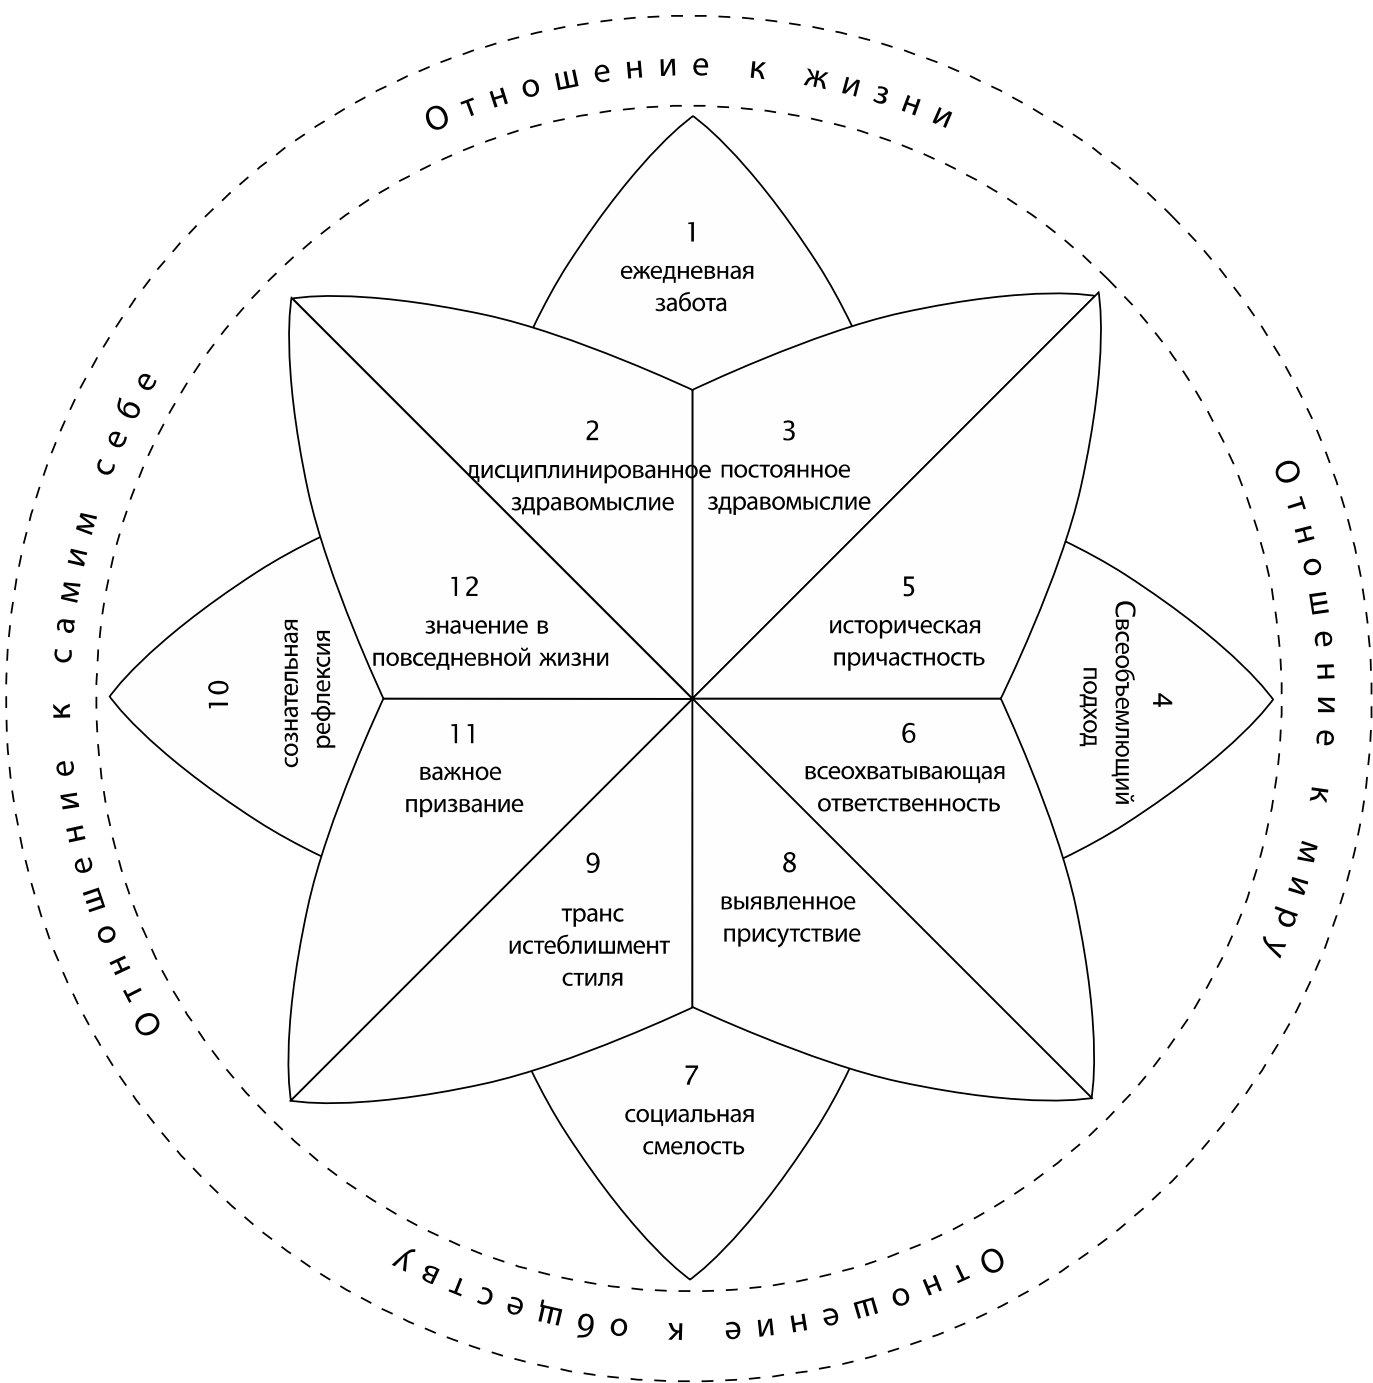 Отношение к жизни
1
ежедневная
забота
2
дисциплинированное
здравомыслие
3
постоянное
здравомыслие
Отношение к миру
4
Свсеобъемлющий
подход
5
историческая
причастность
6
всеохватывающая
ответственность
Отношение к обществу
7
социальная
смелость
8
выявленное
присутствие
9
транс
истеблишмент
стиля
Отношение к самим себе
10
сознательная
рефлексия
11
важное
призвание
12
значение в
повседневной жизни